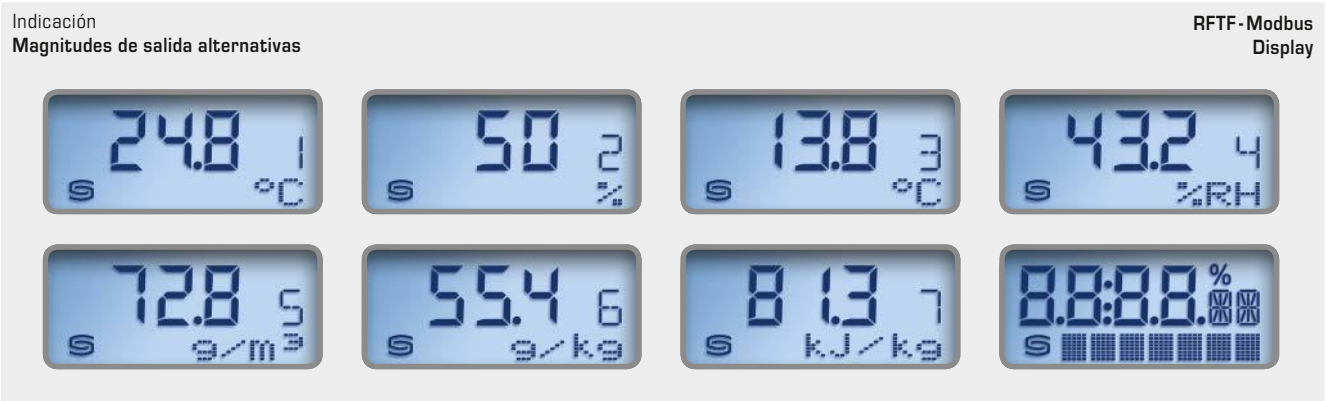 Indicación
Magnitudes de salida alternativas
RFTF-Modbus
Display
24.8 1
°C
50 2
%
13.8 3
°C
43.2 4
%RH
72.8 5
g/m³
55.4 6
g/kg
81.3 7
kJ/kg
8.8:8.8.%